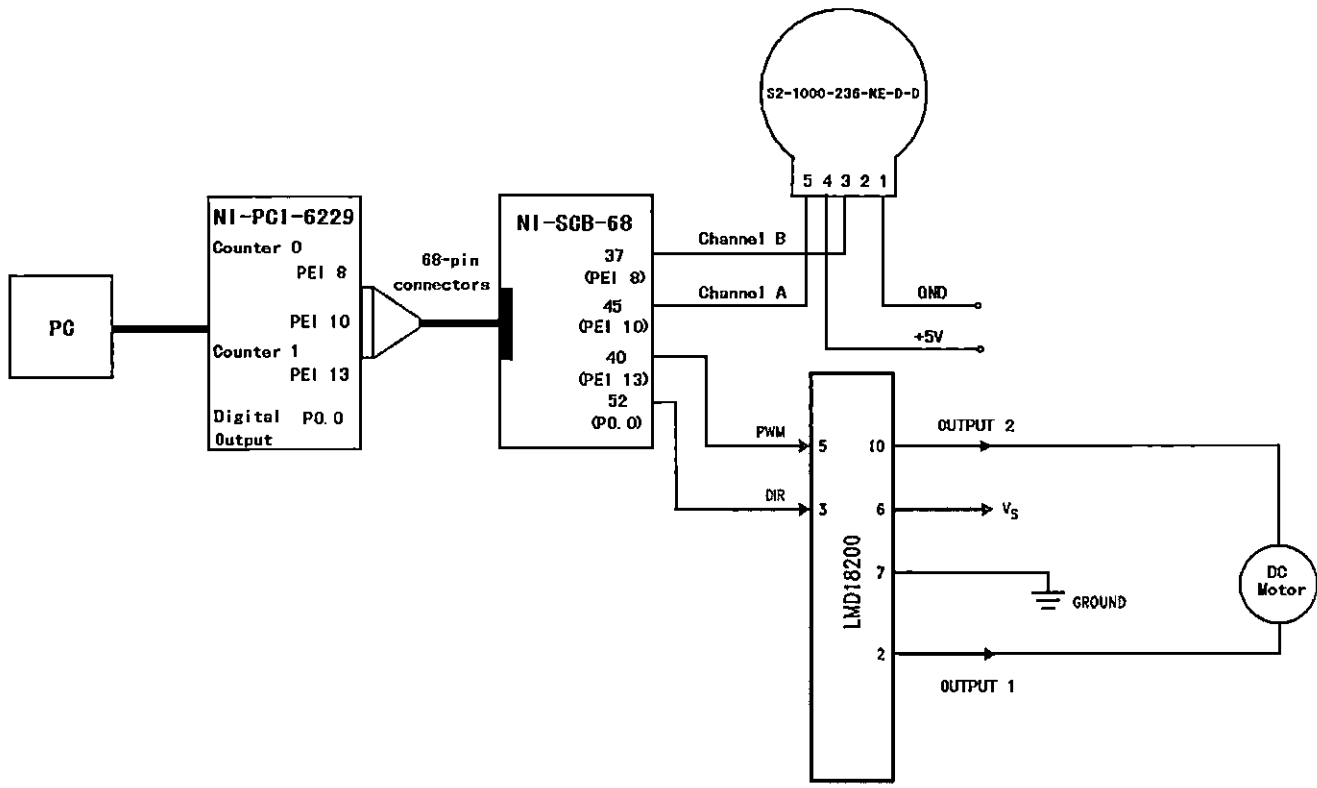 S2-1000-236-NE-D-D
5 4 3 2 1
NI-PCI-6229
Counter 0
PEI 8
PEI 10
Counter 1
PEI 13
Digital
Output
P0.0
PC
68-pin
connectors
NI-SCB-68
37
(PEI 8)
45
(PEI 10)
40
(PEI 13)
52
(P0.0)
Channel B
Channel A
GND
+5V
PWM
DIR
5
3
LMD18200
10
6
7
2
OUTPUT 2
VS
GROUND
OUTPUT 1
DC
Motor